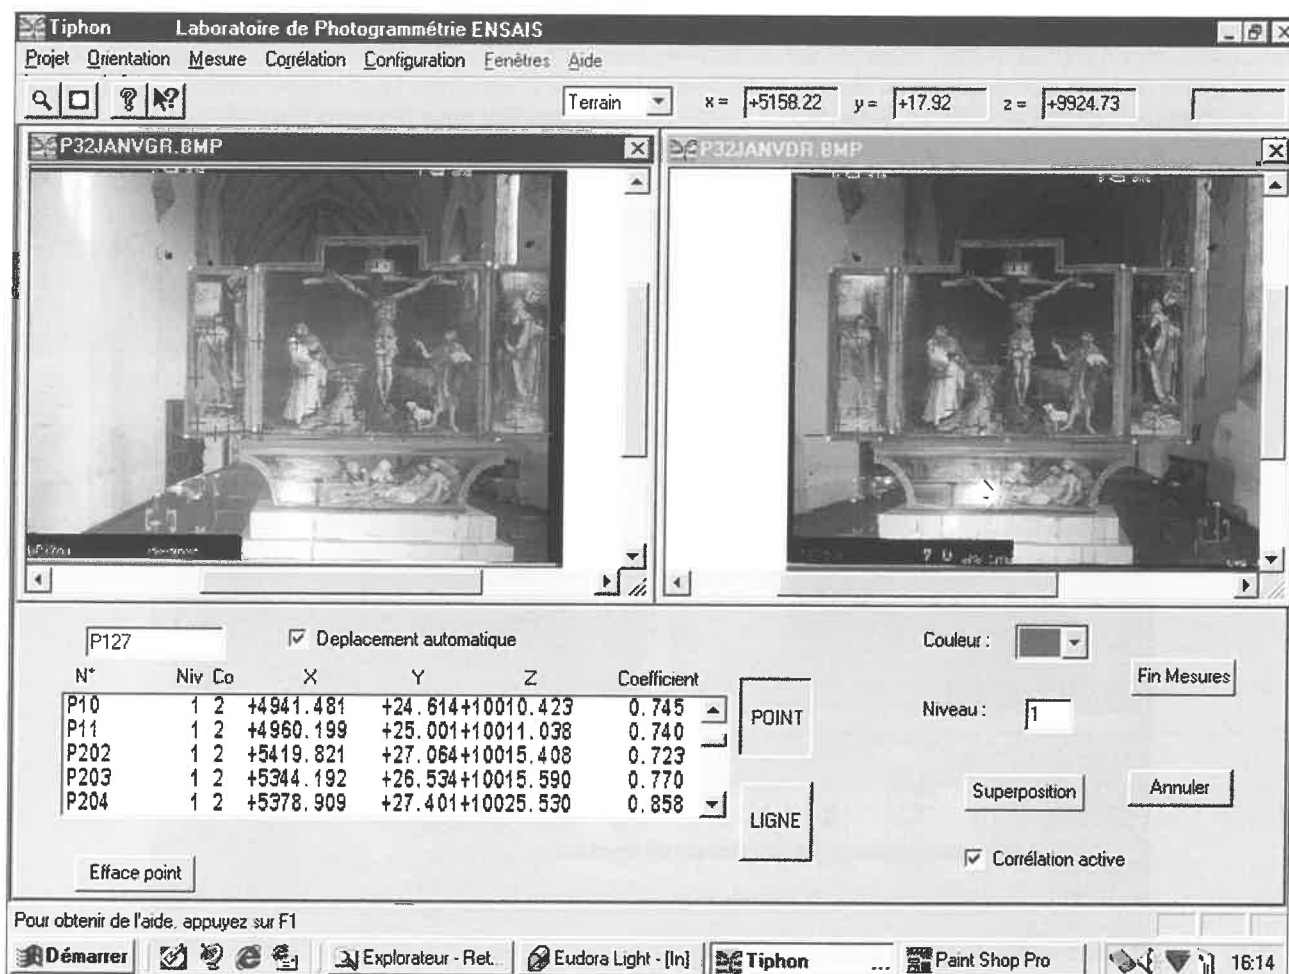 Tiphon Laboratoire de Photogrammétrie ENSAIS
Projet Orientation Mesure Corrélation Configuration Fenêtres Aide
Terrain x = +5158.22 y = +17.92 z = +9924.73
P32JANVGR.BMP P32JANVDR.BMP
P127 Deplacement automatique Couleur :
N° Niv Co X Y Z Coefficient Fin Mesures
P10 1 2 +4941.481 +24.614+10010.423 0.745
P11 1 2 +4960.199 +25.001+10011.038 0.740
P202 1 2 +5419.821 +27.064+10015.408 0.723
P203 1 2 +5344.192 +26.534+10015.590 0.770
P204 1 2 +5378.909 +27.401+10025.530 0.858
POINT Niveau : 1
LIGNE Superposition Annuler
Efface point Corrélation active
Pour obtenir de l'aide, appuyez sur F1
Démarrer Explorateur - Ret... Eudora Light - [In] Tiphon ... Paint Shop Pro 16:14